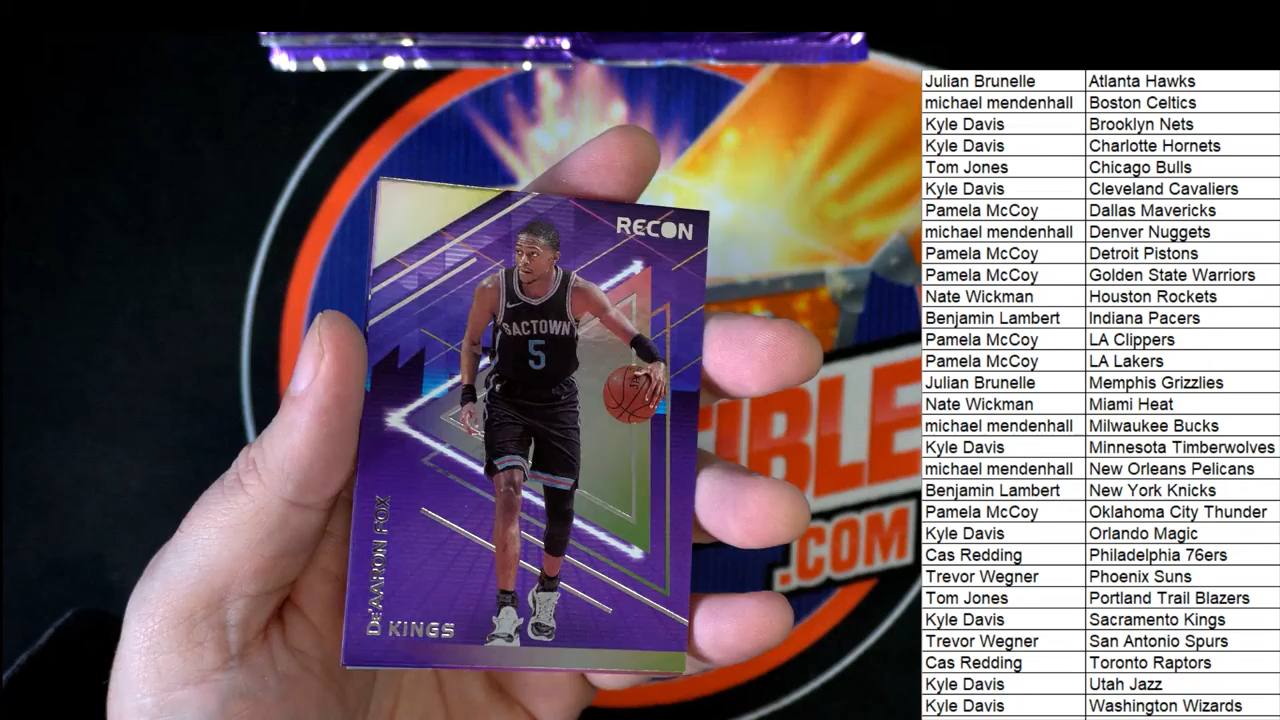 RECON
SACTOWN
5
De'AARON FOX
KINGS
IBLE
.COM
Julian Brunelle Atlanta Hawks
michael mendenhall Boston Celtics
Kyle Davis Brooklyn Nets
Kyle Davis Charlotte Hornets
Tom Jones Chicago Bulls
Kyle Davis Cleveland Cavaliers
Pamela McCoy Dallas Mavericks
michael mendenhall Denver Nuggets
Pamela McCoy Detroit Pistons
Pamela McCoy Golden State Warriors
Nate Wickman Houston Rockets
Benjamin Lambert Indiana Pacers
Pamela McCoy LA Clippers
Pamela McCoy LA Lakers
Julian Brunelle Memphis Grizzlies
Nate Wickman Miami Heat
michael mendenhall Milwaukee Bucks
Kyle Davis Minnesota Timberwolves
michael mendenhall New Orleans Pelicans
Benjamin Lambert New York Knicks
Pamela McCoy Oklahoma City Thunder
Kyle Davis Orlando Magic
Cas Redding Philadelphia 76ers
Trevor Wegner Phoenix Suns
Tom Jones Portland Trail Blazers
Kyle Davis Sacramento Kings
Trevor Wegner San Antonio Spurs
Cas Redding Toronto Raptors
Kyle Davis Utah Jazz
Kyle Davis Washington Wizards